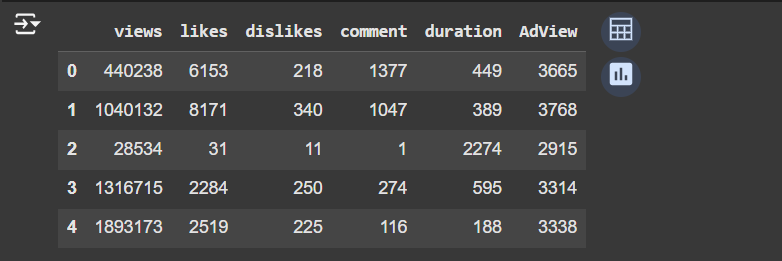 views likes dislikes comment duration AdView
0 440238 6153 218 1377 449 3665
1 1040132 8171 340 1047 389 3768
2 28534 31 11 1 2274 2915
3 1316715 2284 250 274 595 3314
4 1893173 2519 225 116 188 3338